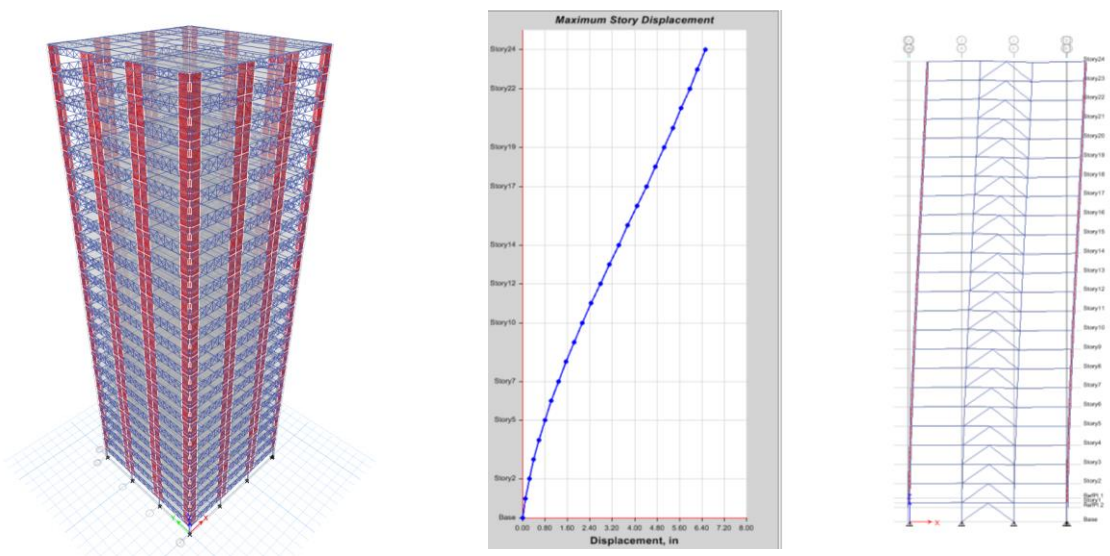 Maximum Story Displacement
Story24
Story22
Story19
Story17
Story14
Story12
Story10
Story7
Story5
Story2
Base
0.00 0.80 1.60 2.40 3.20 4.00 4.80 5.60 6.40 7.20 8.00
Displacement, in
Story24
Story23
Story22
Story21
Story20
Story19
Story18
Story17
Story16
Story15
Story14
Story13
Story12
Story11
Story10
Story9
Story8
Story7
Story6
Story5
Story4
Story3
Story2
Story1
Base
X